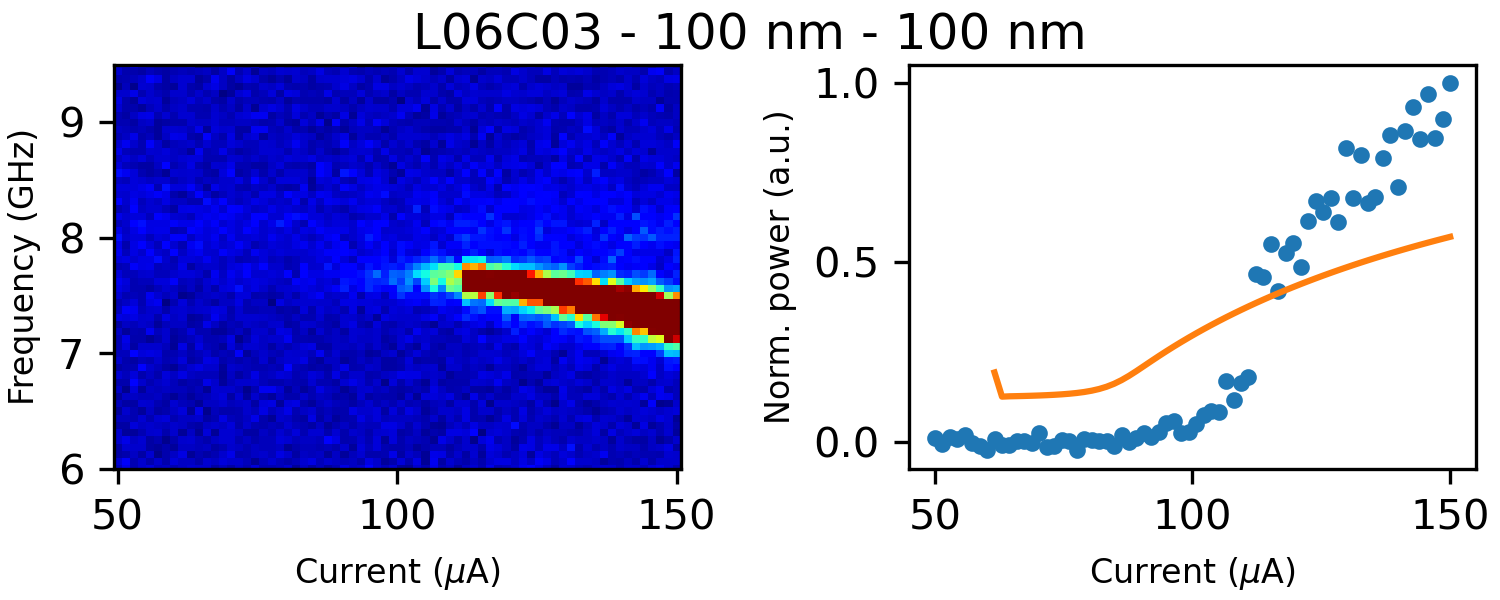 L06C03 - 100 nm - 100 nm
Frequency (GHz)
9
8
7
6
50
100
150
Current (μA)
Norm. power (a.u.)
1.0
0.5
0.0
50
100
150
Current (μA)